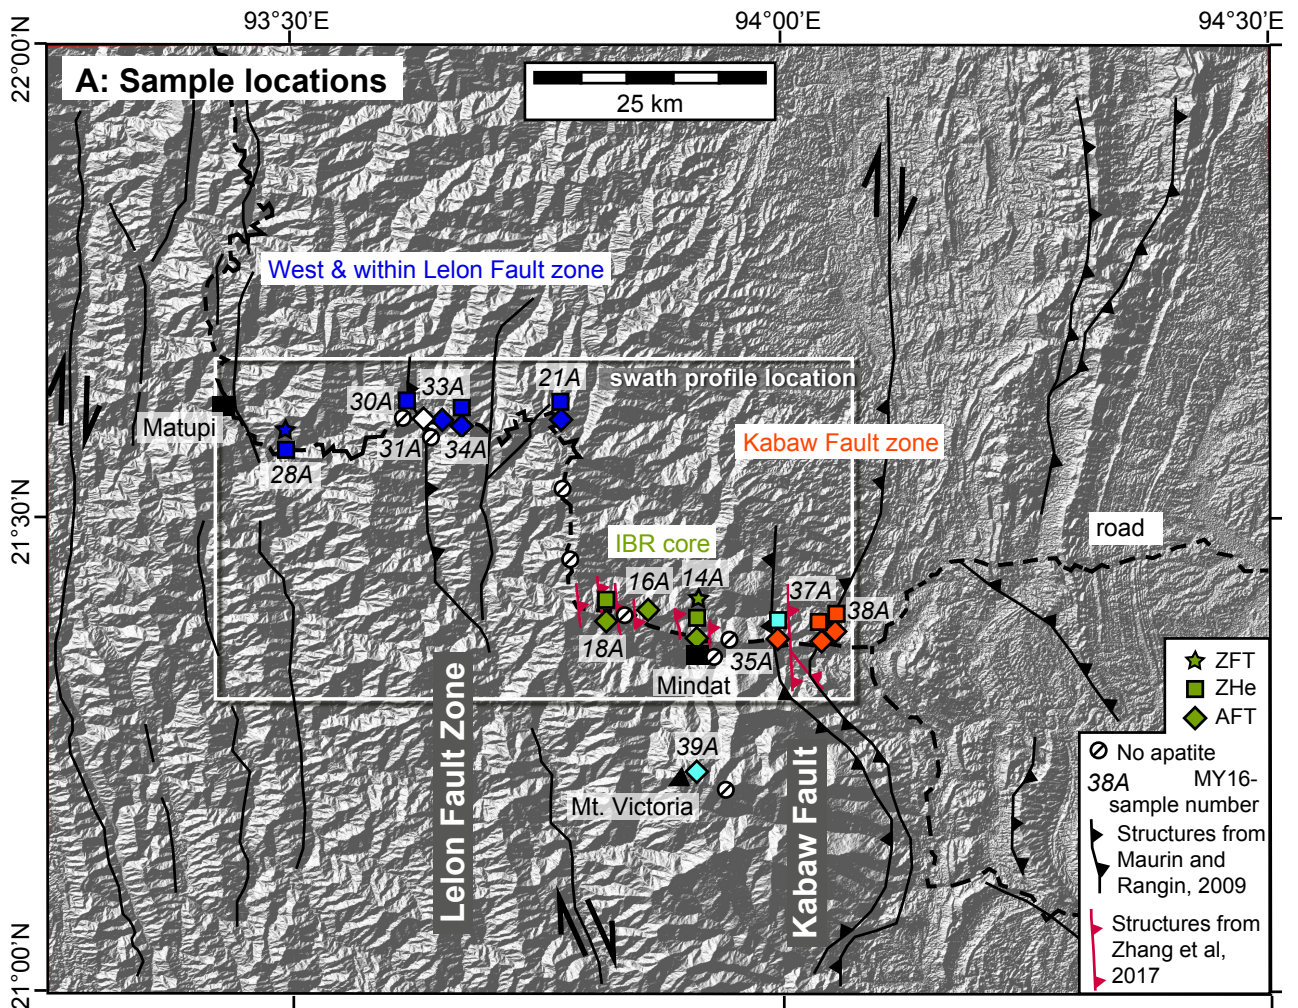 93°30’E
94°00’E
94°30’E
22°00’N
A: Sample locations
25 km
West & within Lelon Fault zone
swath profile location
33A
21A
30A
Matupi
31A
34A
28A
Kabaw Fault zone
21°30’N
road
IBR core
16A
14A
37A
38A
18A
35A
Mindat
ZFT
ZHe
AFT
Lelon Fault Zone
Kabaw Fault
39A
Mt. Victoria
No apatite
38A MY16-
sample number
Structures from
Maurin and
Rangin, 2009
Structures from
Zhang et al,
2017
21°00’N